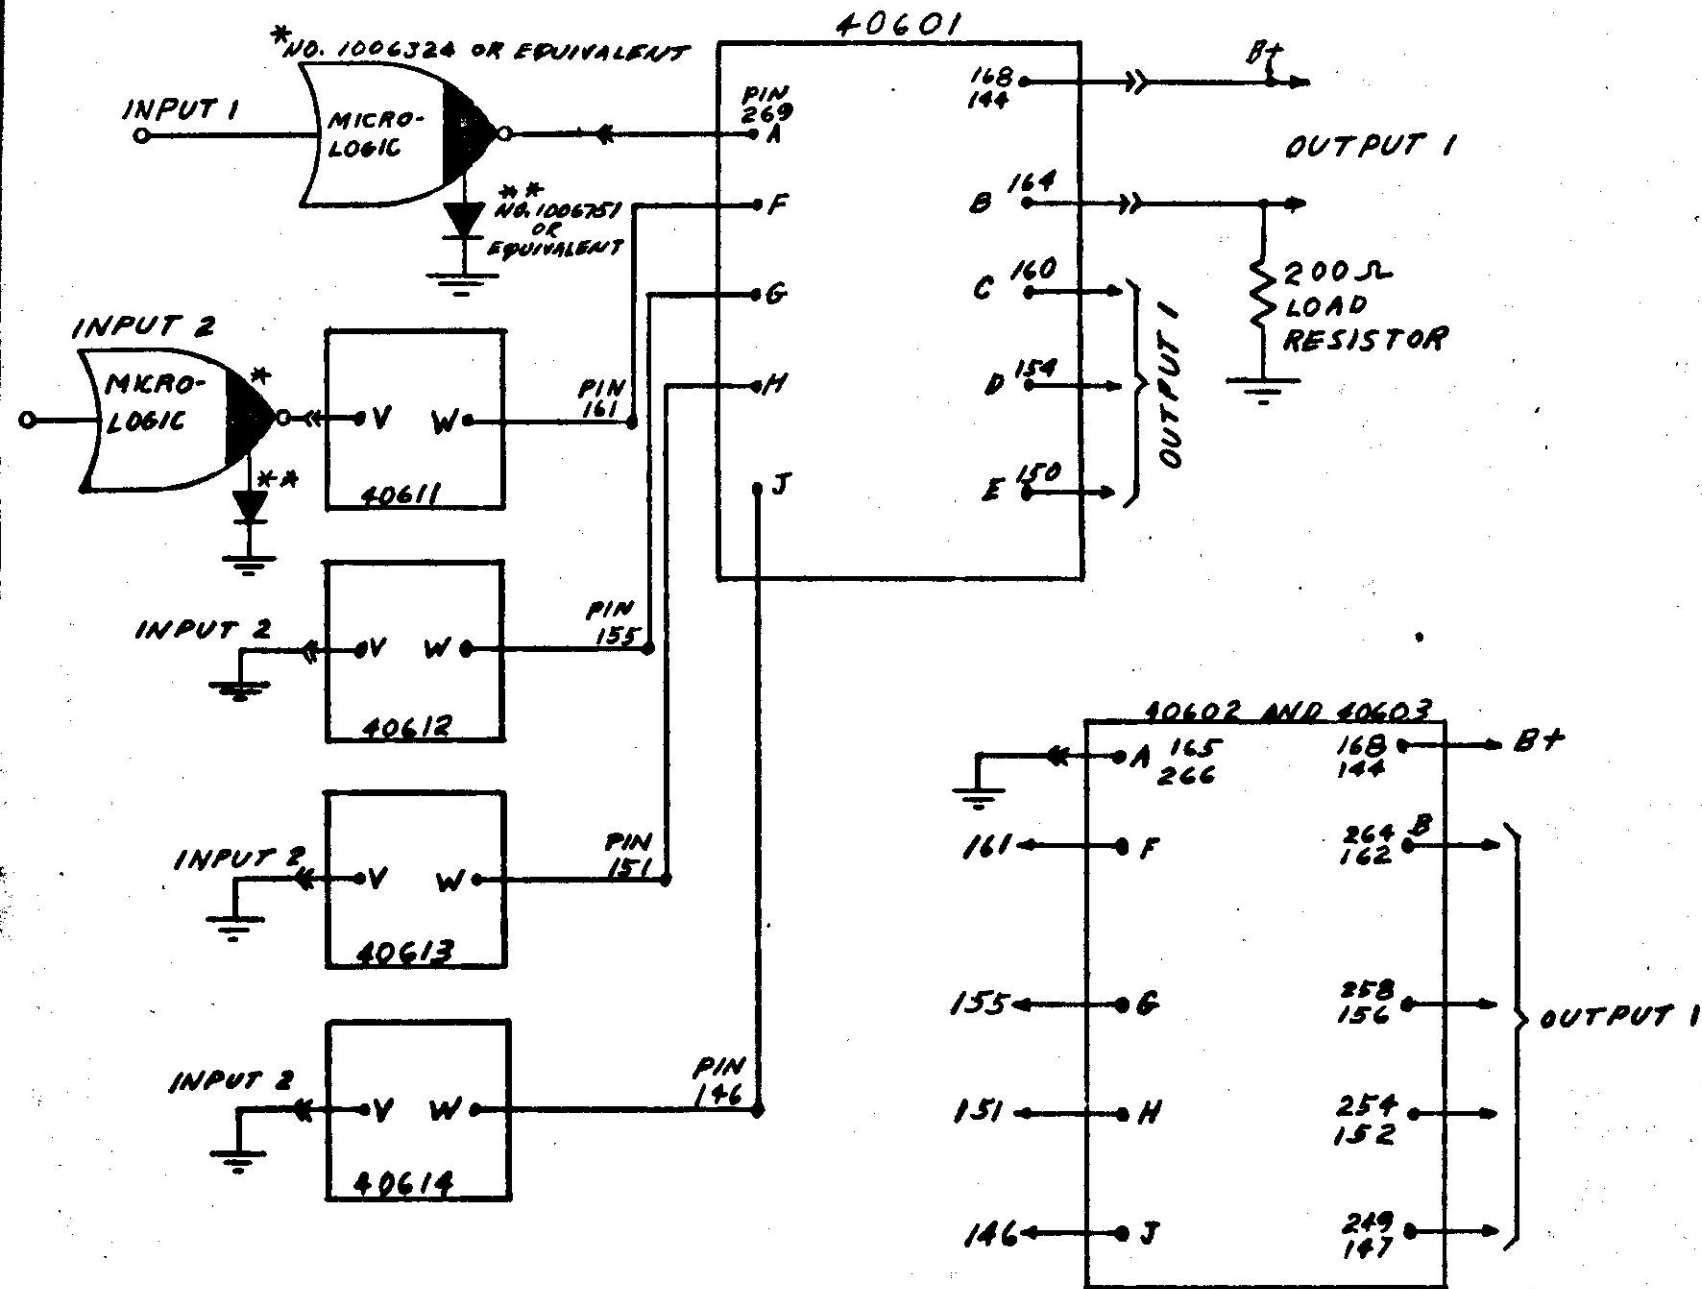 40601
*NO. 1006324 OR EQUIVALENT
INPUT 1
MICRO-
LOGIC
**
NO. 1006751
OR
EQUIVALENT
PIN
269
A
F
G
H
J
168
144
B+
OUTPUT 1
B 164
C 160
D 154
E 150
OUTPUT 1
200Ω
LOAD
RESISTOR
INPUT 2
MICRO-
LOGIC
*
**
V W
40611
PIN
161
INPUT 2
V W
40612
PIN
155
INPUT 2
V W
40613
PIN
151
INPUT 2
V W
40614
PIN
146
40602 AND 40603
A 165
266
168
144
B+
161 F
264 B
162
155 G
258
156
OUTPUT 1
151 H
254
152
146 J
249
147